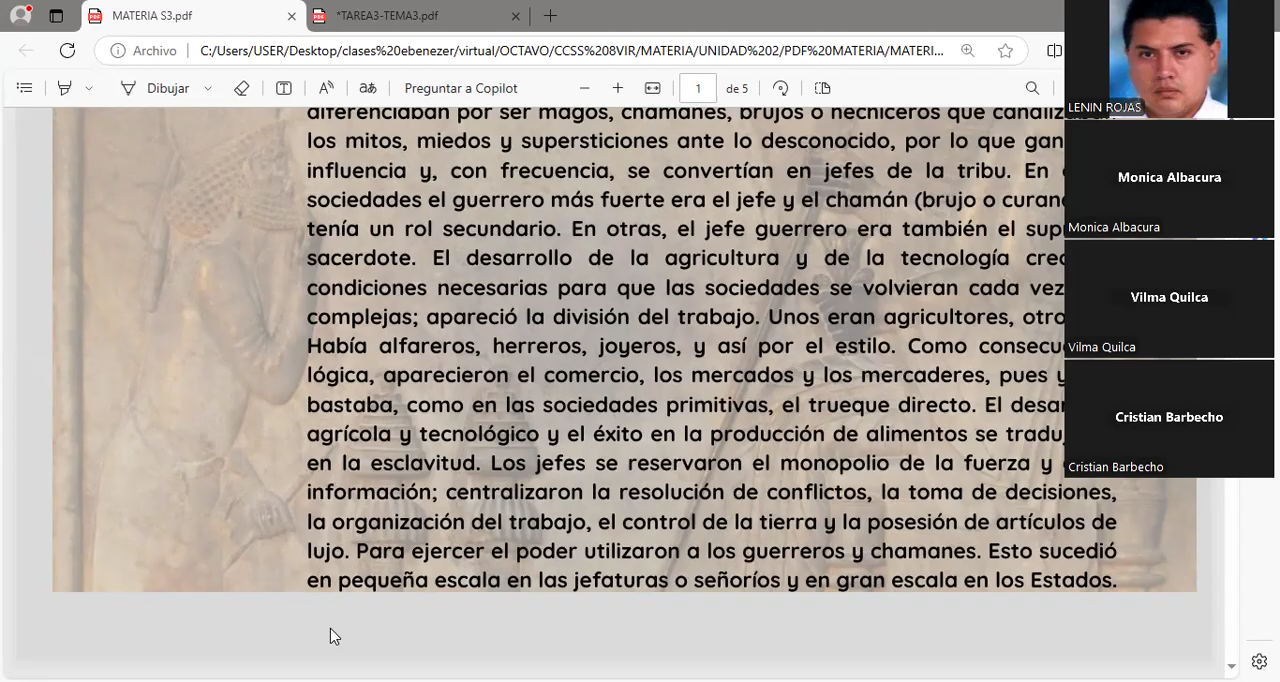 MATERIA S3.pdf
*TAREA3-TEMA3.pdf
Archivo
C:/Users/USER/Desktop/clases%20ebenezer/virtual/OCTAVO/CCSS%208VIR/MATERIA/UNIDAD%202/PDF%20MATERIA/MATERI...
Dibujar
Preguntar a Copilot
1 de 5
diferenciaban por ser magos, chamanes, brujos o hechiceros que
los mitos, miedos y supersticiones ante lo desconocido, por lo que
influencia y, con frecuencia, se convertían en jefes de la tribu. En
sociedades el guerrero más fuerte era el jefe y el chamán (brujo o
tenía un rol secundario. En otras, el jefe guerrero era también el
sacerdote. El desarrollo de la agricultura y de la tecnología
condiciones necesarias para que las sociedades se volvieran cada vez
complejas; apareció la división del trabajo. Unos eran agricultores,
Había alfareros, herreros, joyeros, y así por el estilo. Como
lógica, aparecieron el comercio, los mercados y los mercaderes, pues
bastaba, como en las sociedades primitivas, el trueque directo. El
agrícola y tecnológico y el éxito en la producción de alimentos se
en la esclavitud. Los jefes se reservaron el monopolio de la fuerza y
información; centralizaron la resolución de conflictos, la toma de decisiones,
la organización del trabajo, el control de la tierra y la posesión de artículos de
lujo. Para ejercer el poder utilizaron a los guerreros y chamanes. Esto sucedió
en pequeña escala en las jefaturas o señoríos y en gran escala en los Estados.
LENIN ROJAS
Monica Albacura
Monica Albacura
Vilma Quilca
Vilma Quilca
Cristian Barbecho
Cristian Barbecho